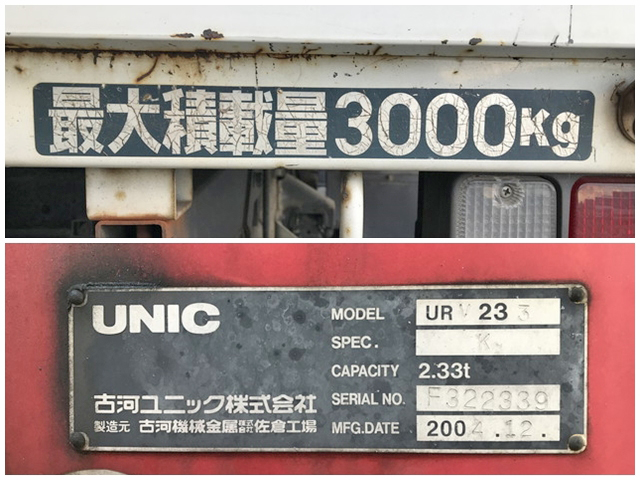 最大積載量3000Kg
UNIC
MODEL URV233
SPEC. K
CAPACITY 2.33t
SERIAL NO. F322339
MFG.DATE 2004.12.
古河ユニック株式会社
製造元 古河機械金属株式会社佐倉工場